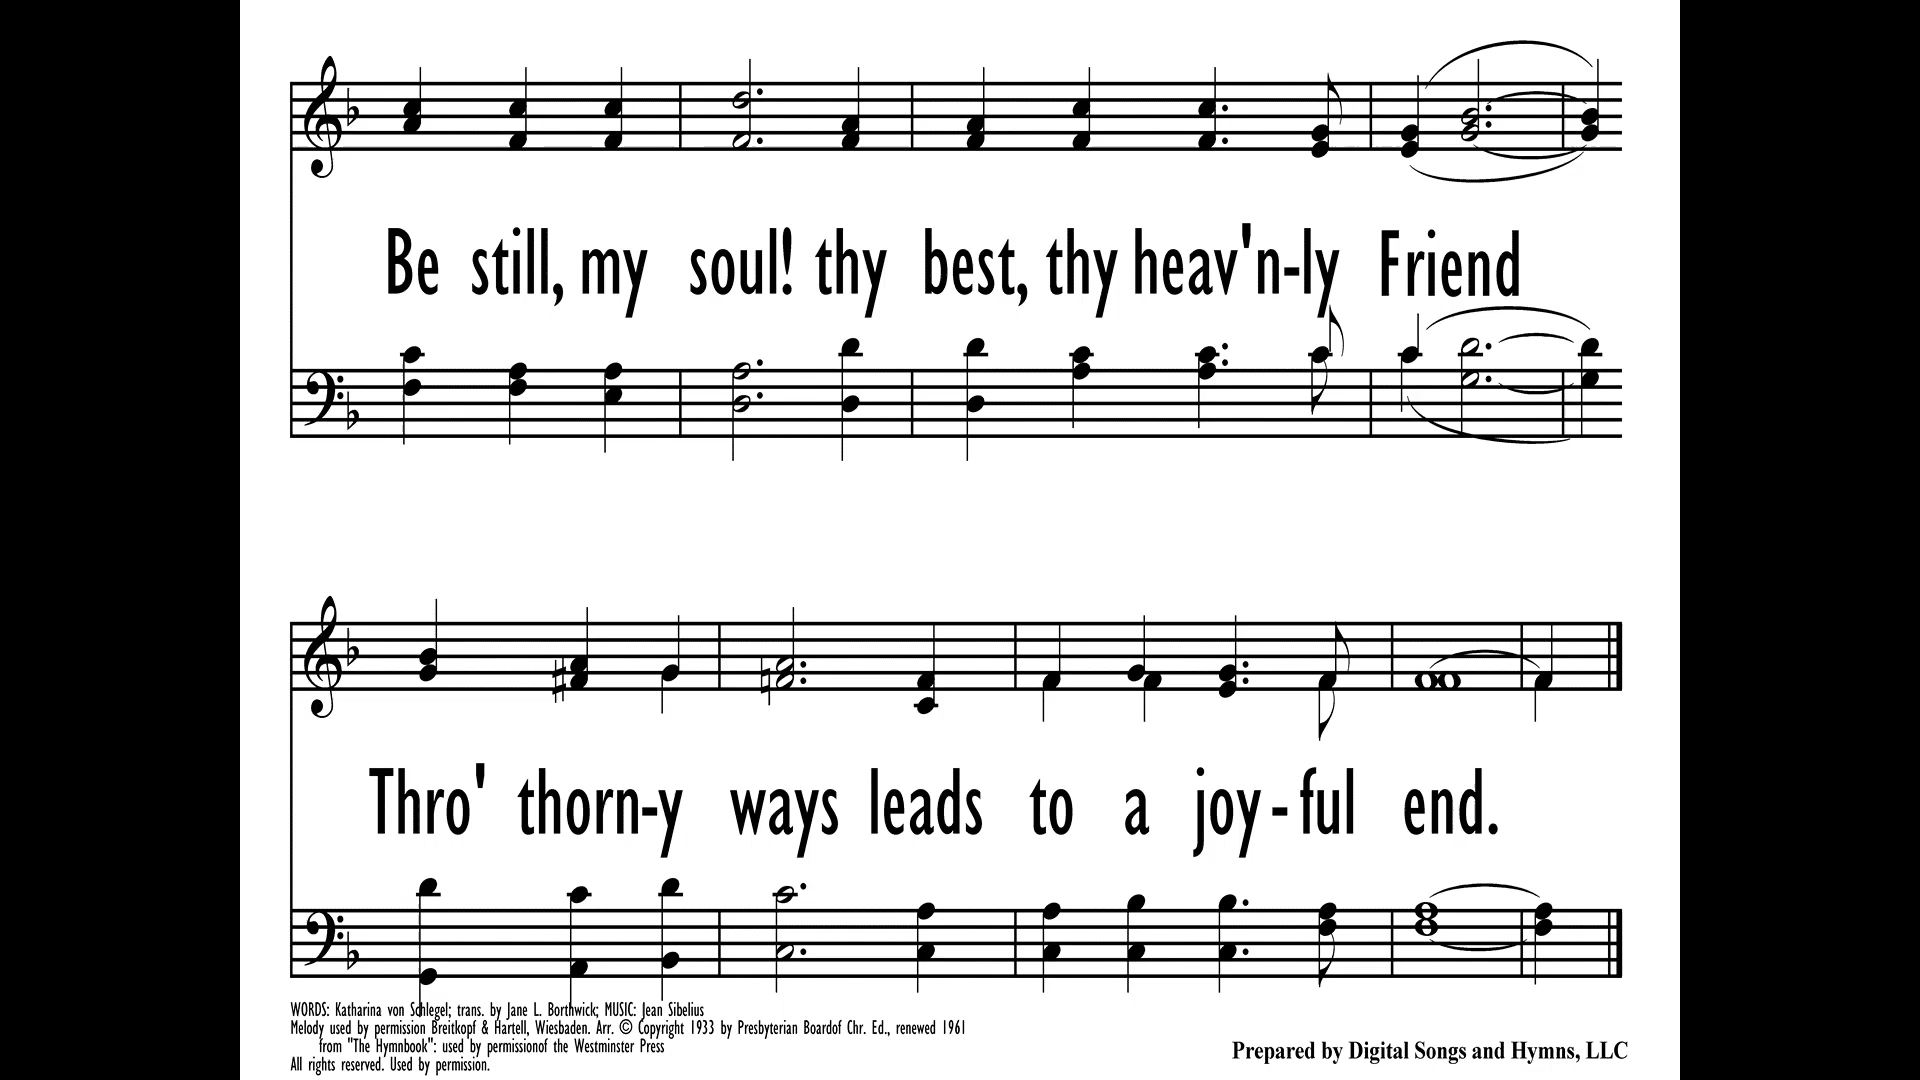 Be still, my soul! thy best, thy heav'n-ly Friend
Thro' thorn-y ways leads to a joy-ful end.
WORDS: Katharina von Schlegel; trans. by Jane L. Borthwick; MUSIC: Jean Sibelius
Melody used by permission Breitkopf & Hartell, Wiesbaden. Arr. © Copyright 1933 by Presbyterian Boardof Chr. Ed., renewed 1961
from "The Hymnbook": used by permissionof the Westminster Press
All rights reserved. Used by permission.
Prepared by Digital Songs and Hymns, LLC